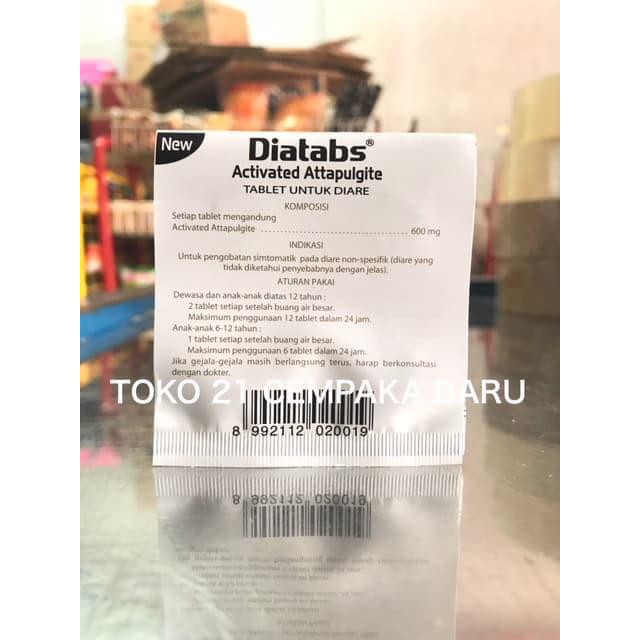 New
Diatabs®
Activated Attapulgite
TABLET UNTUK DIARE
KOMPOSISI
Setiap tablet mengandung
Activated Attapulgite ........................................ 600 mg
INDIKASI
Untuk pengobatan simtomatik pada diare non-spesifik (diare yang
tidak diketahui penyebabnya dengan jelas).
ATURAN PAKAI
Dewasa dan anak-anak diatas 12 tahun :
2 tablet setiap setelah buang air besar.
Maksimum penggunaan 12 tablet dalam 24 jam.
Anak-anak 6-12 tahun :
1 tablet setiap setelah buang air besar.
Maksimum penggunaan 6 tablet dalam 24 jam.
Jika gejala-gejala masih berlangsung terus, harap berkonsultasi
dengan dokter.
TOKO 21 CEMPAKA BARU
8 992112 020019